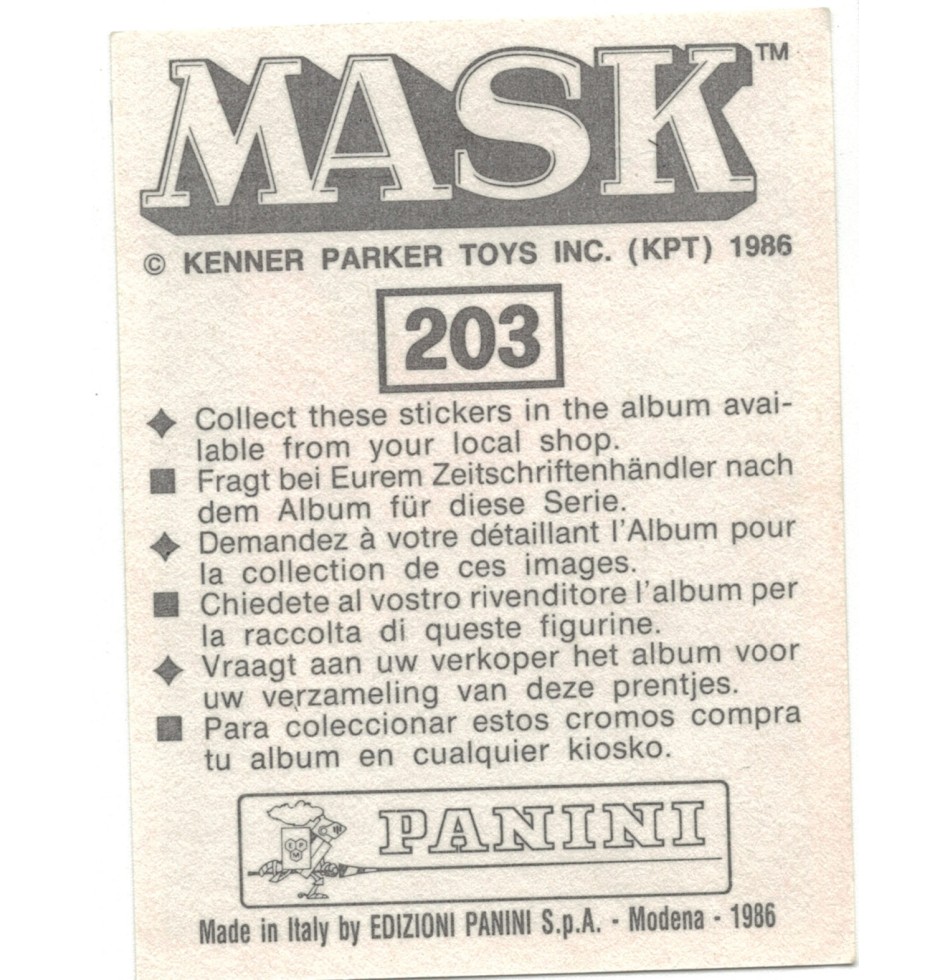 MASK™
© KENNER PARKER TOYS INC. (KPT) 1986
203
Collect these stickers in the album avai-
lable from your local shop.
Fragt bei Eurem Zeitschriftenhändler nach
dem Album für diese Serie.
Demandez à votre détaillant l'Album pour
la collection de ces images.
Chiedete al vostro rivenditore l'album per
la raccolta di queste figurine.
Vraagt aan uw verkoper het album voor
uw verzameling van deze prentjes.
Para coleccionar estos cromos compra
tu album en cualquier kiosko.
PANINI
Made in Italy by EDIZIONI PANINI S.p.A. - Modena - 1986